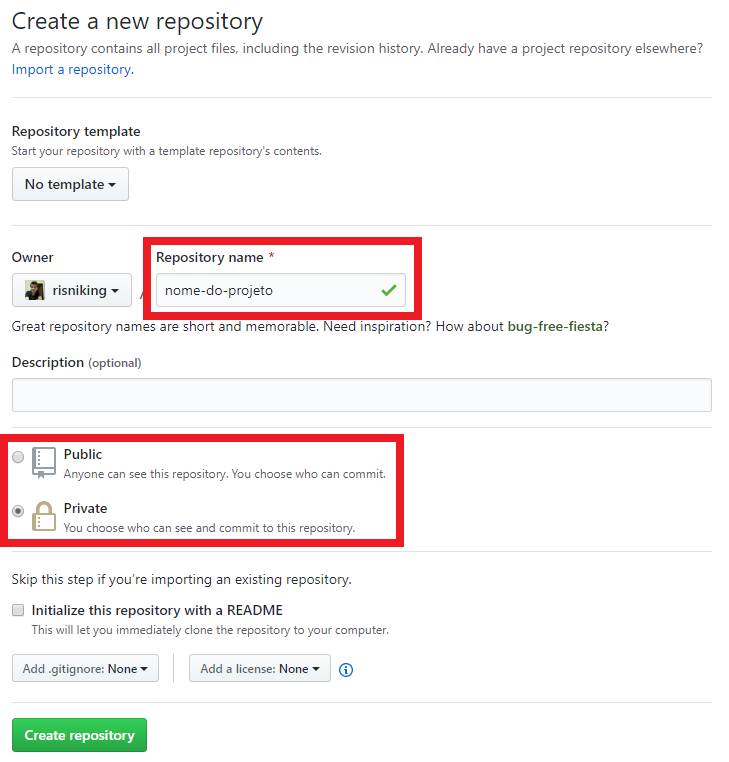 Create a new repository
A repository contains all project files, including the revision history. Already have a project repository elsewhere?
Import a repository.
Repository template
Start your repository with a template repository's contents.
No template
Owner
Repository name *
risniking
/
nome-do-projeto
Great repository names are short and memorable. Need inspiration? How about bug-free-fiesta?
Description (optional)
Public
Anyone can see this repository. You choose who can commit.
Private
You choose who can see and commit to this repository.
Skip this step if you're importing an existing repository.
Initialize this repository with a README
This will let you immediately clone the repository to your computer.
Add .gitignore: None
Add a license: None
Create repository